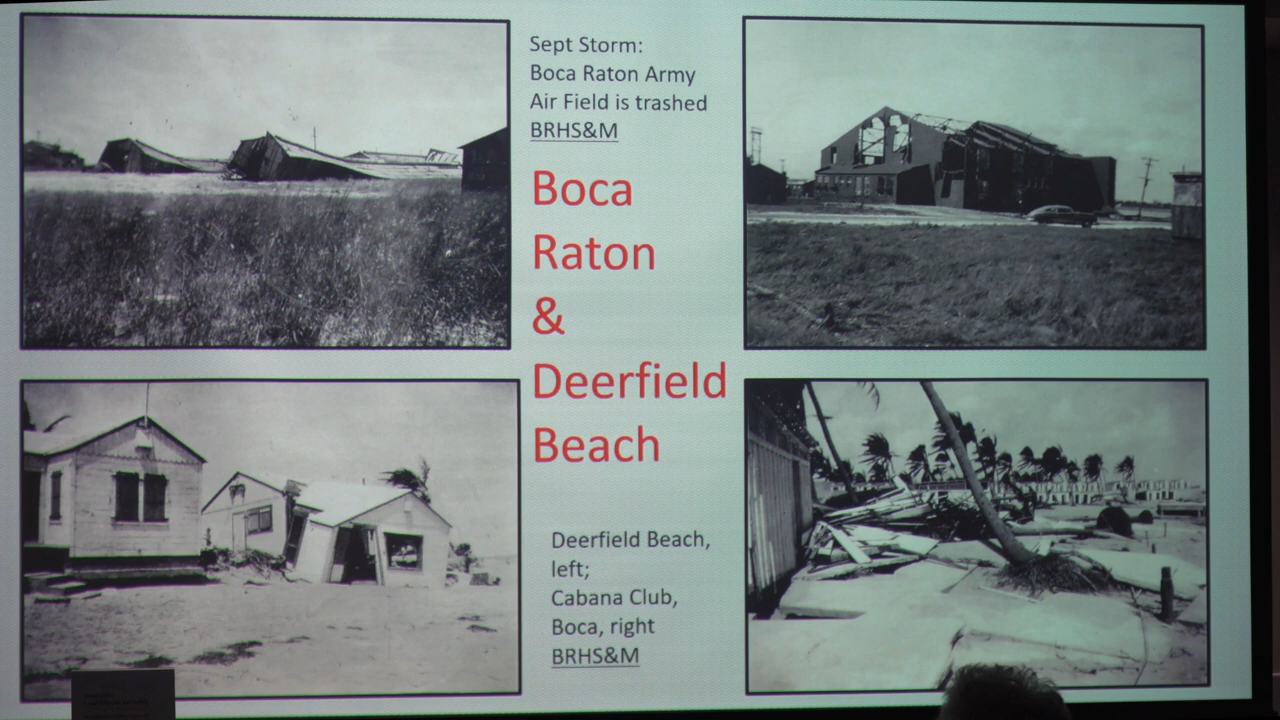 Sept Storm:
Boca Raton Army
Air Field is trashed
BRHS&M
Boca
Raton
&
Deerfield
Beach
Deerfield Beach,
left;
Cabana Club,
Boca, right
BRHS&M